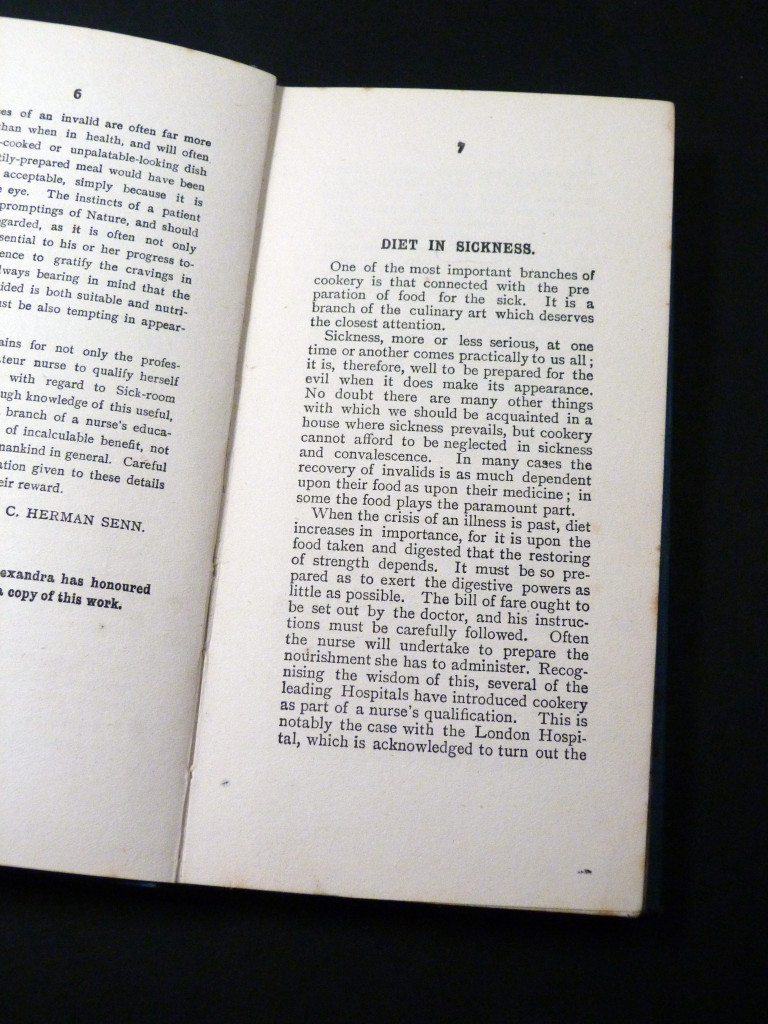 6
es of an invalid are often far more
han when in health, and will often
-cooked or unpalatable-looking dish
tily-prepared meal would have been
acceptable, simply because it is
eye. The instincts of a patient
promptings of Nature, and should
garded, as it is often not only
sential to his or her progress to-
ence to gratify the cravings in
lways bearing in mind that the
ided is both suitable and nutri-
st be also tempting in appear-
ains for not only the profes-
teur nurse to qualify herself
with regard to Sick-room
ugh knowledge of this useful,
branch of a nurse's educa-
of incalculable benefit, not
mankind in general. Careful
ation given to these details
eir reward.
C. HERMAN SENN.
exandra has honoured
a copy of this work.
7
DIET IN SICKNESS.
One of the most important branches of
cookery is that connected with the pre
paration of food for the sick. It is a
branch of the culinary art which deserves
the closest attention.
Sickness, more or less serious, at one
time or another comes practically to us all;
it is, therefore, well to be prepared for the
evil when it does make its appearance.
No doubt there are many other things
with which we should be acquainted in a
house where sickness prevails, but cookery
cannot afford to be neglected in sickness
and convalescence. In many cases the
recovery of invalids is as much dependent
upon their food as upon their medicine; in
some the food plays the paramount part.
When the crisis of an illness is past, diet
increases in importance, for it is upon the
food taken and digested that the restoring
of strength depends. It must be so pre-
pared as to exert the digestive powers as
little as possible. The bill of fare ought to
be set out by the doctor, and his instruc-
tions must be carefully followed. Often
the nurse will undertake to prepare the
nourishment she has to administer. Recog-
nising the wisdom of this, several of the
leading Hospitals have introduced cookery
as part of a nurse's qualification. This is
notably the case with the London Hospi-
tal, which is acknowledged to turn out the